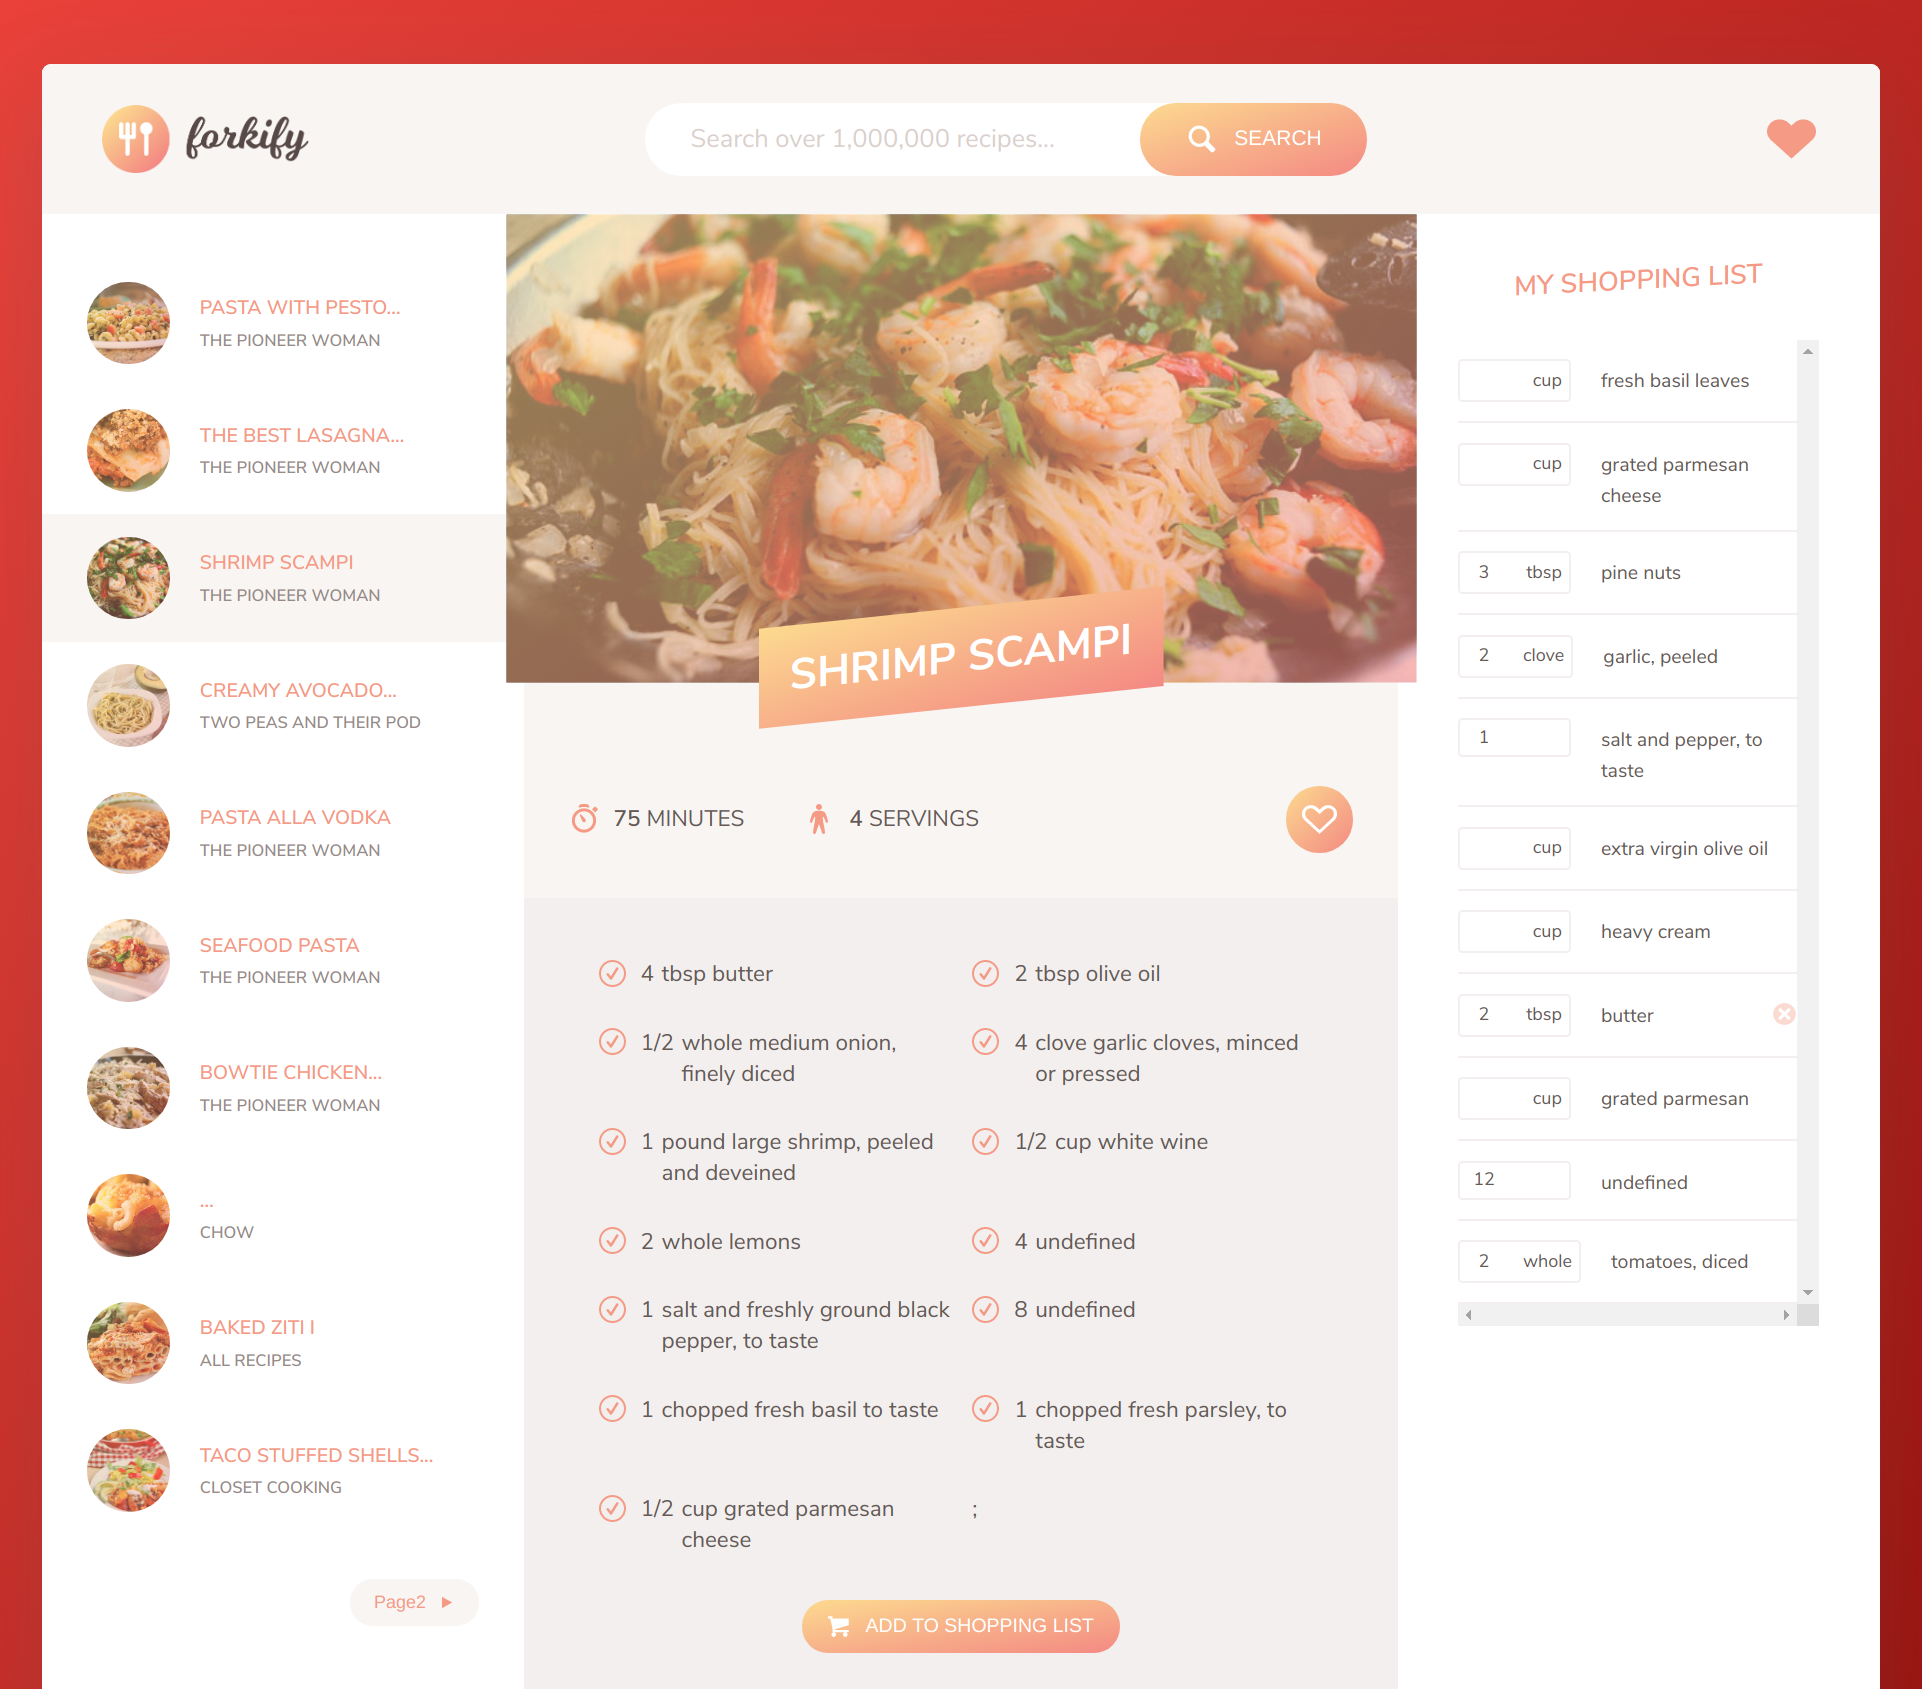 forkify
Search over 1,000,000 recipes...
SEARCH
PASTA WITH PESTO...
THE PIONEER WOMAN
THE BEST LASAGNA...
THE PIONEER WOMAN
SHRIMP SCAMPI
THE PIONEER WOMAN
CREAMY AVOCADO...
TWO PEAS AND THEIR POD
PASTA ALLA VODKA
THE PIONEER WOMAN
SEAFOOD PASTA
THE PIONEER WOMAN
BOWTIE CHICKEN...
THE PIONEER WOMAN
...
CHOW
BAKED ZITI I
ALL RECIPES
TACO STUFFED SHELLS...
CLOSET COOKING
Page2
SHRIMP SCAMPI
75 MINUTES
4 SERVINGS
4 tbsp butter
2 tbsp olive oil
1/2 whole medium onion,
finely diced
4 clove garlic cloves, minced
or pressed
1 pound large shrimp, peeled
and deveined
1/2 cup white wine
2 whole lemons
4 undefined
1 salt and freshly ground black
pepper, to taste
8 undefined
1 chopped fresh basil to taste
1 chopped fresh parsley, to
taste
1/2 cup grated parmesan
cheese
;
ADD TO SHOPPING LIST
MY SHOPPING LIST
cup fresh basil leaves
cup grated parmesan
cheese
3 tbsp pine nuts
2 clove garlic, peeled
1 salt and pepper, to
taste
cup extra virgin olive oil
cup heavy cream
2 tbsp butter
cup grated parmesan
12 undefined
2 whole tomatoes, diced